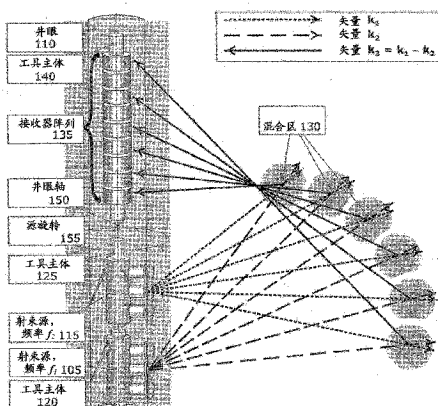 井眼
110
工具主体
140
接收器阵列
135
井眼轴
150
源旋转
155
工具主体
125
射束源，
频率 f₂ 115
射束源，
频率 f₁ 105
工具主体
120
矢量 k₁
矢量 k₂
矢量 k₃ = k₁ - k₂
混合区 130